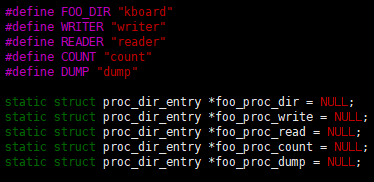 #define FOO_DIR "kboard"
#define WRITER "writer"
#define READER "reader"
#define COUNT "count"
#define DUMP "dump"
static struct proc_dir_entry *foo_proc_dir = NULL;
static struct proc_dir_entry *foo_proc_write = NULL;
static struct proc_dir_entry *foo_proc_read = NULL;
static struct proc_dir_entry *foo_proc_count = NULL;
static struct proc_dir_entry *foo_proc_dump = NULL;